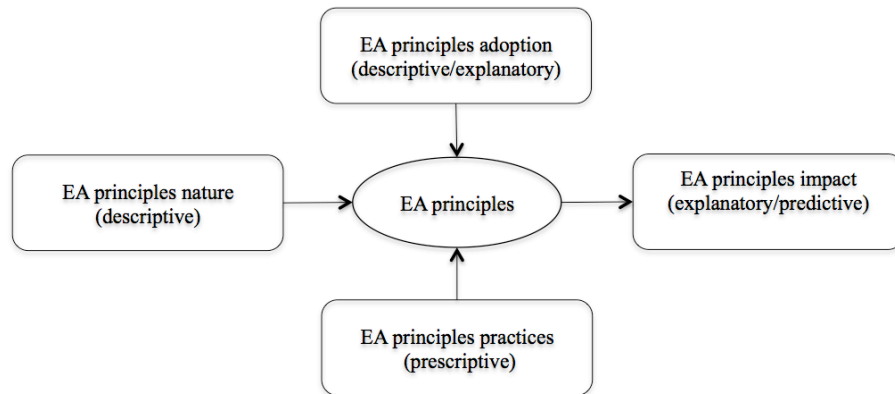 EA principles adoption
(descriptive/explanatory)
EA principles nature
(descriptive)
EA principles
EA principles impact
(explanatory/predictive)
EA principles practices
(prescriptive)